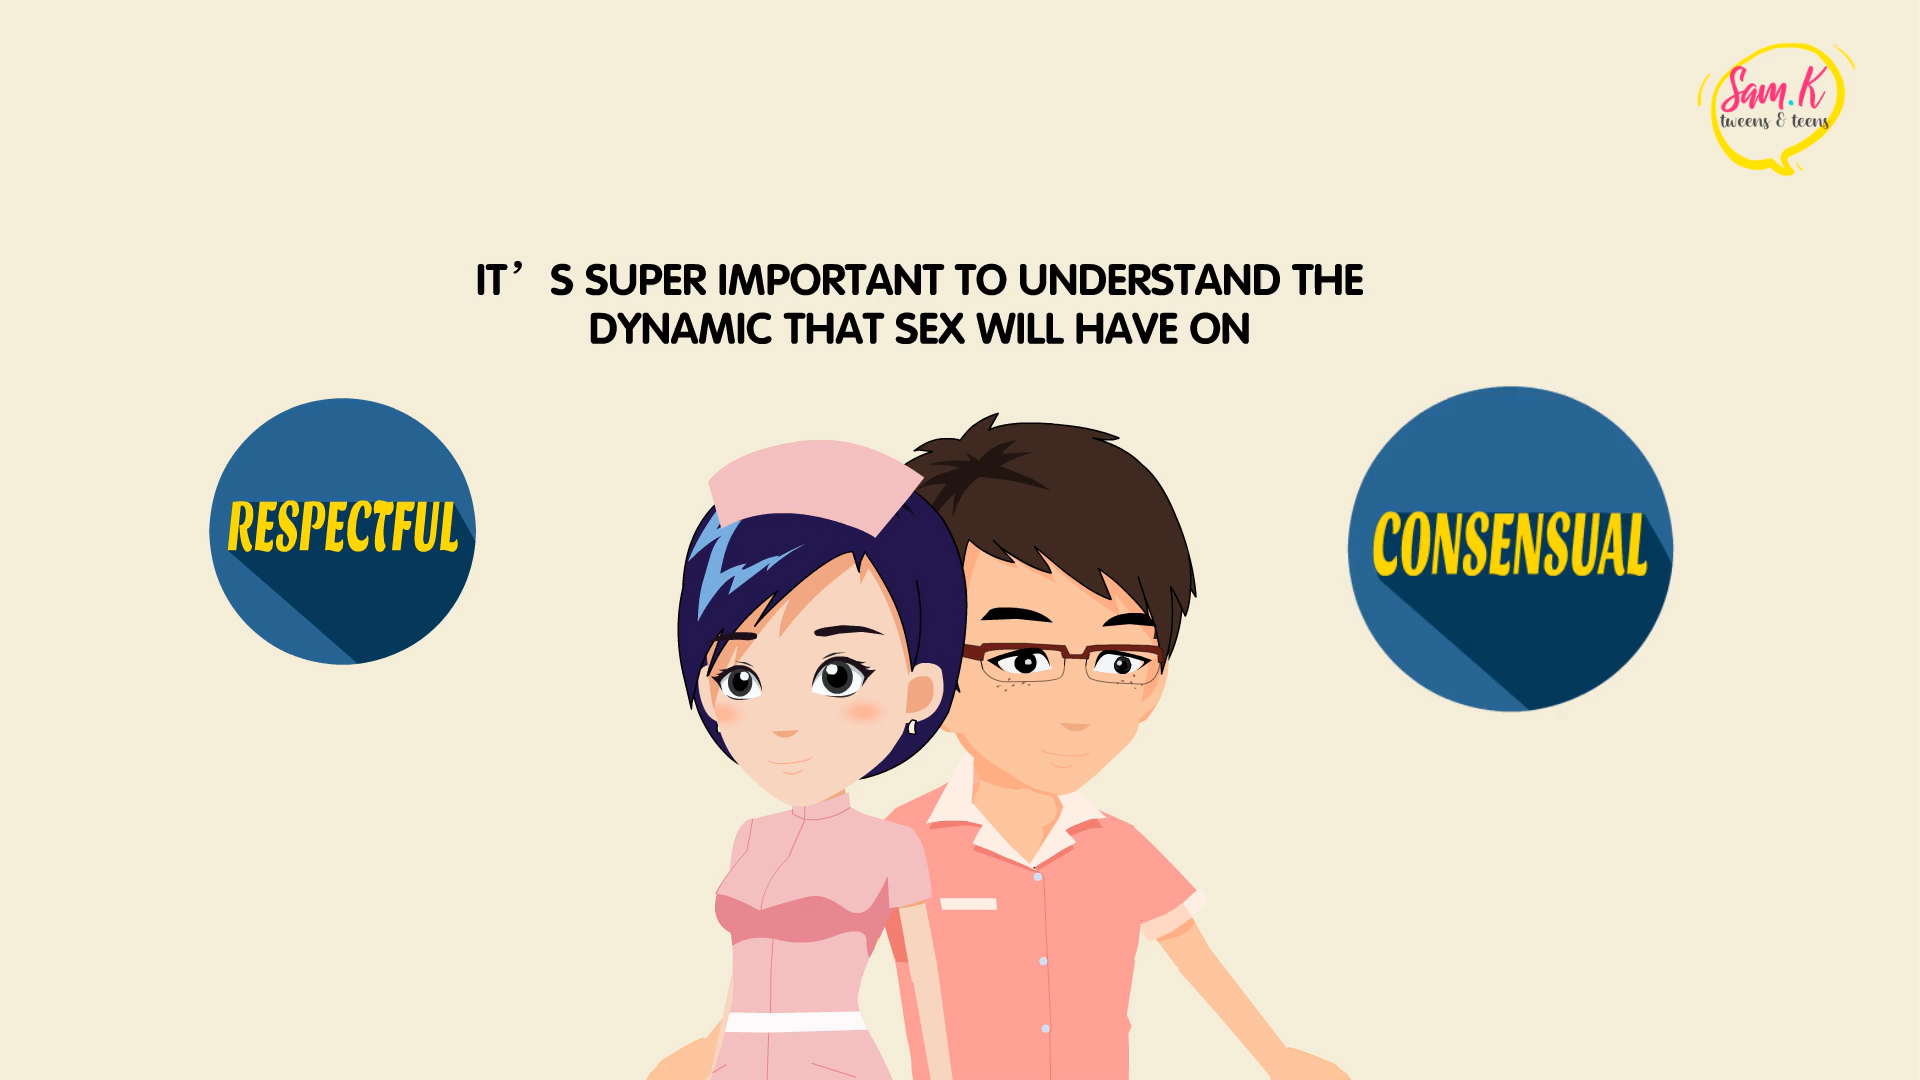 Sam.K
tweens & teens
IT’S SUPER IMPORTANT TO UNDERSTAND THE
DYNAMIC THAT SEX WILL HAVE ON
RESPECTFUL
CONSENSUAL